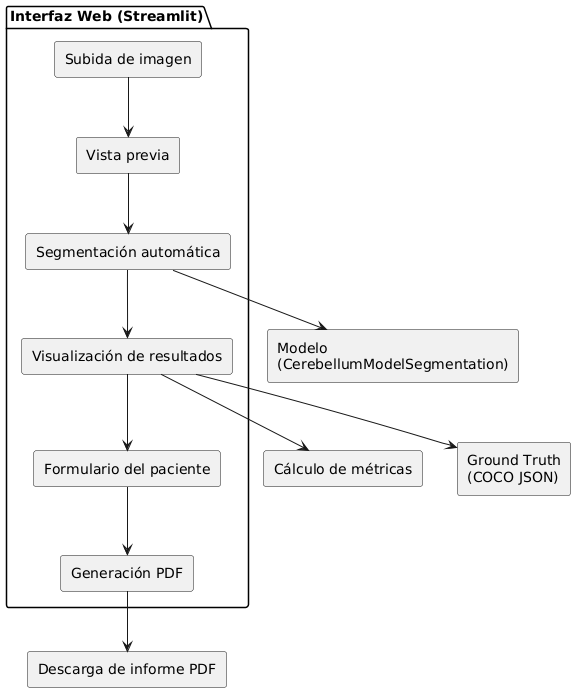 Interfaz Web (Streamlit)
Subida de imagen
Vista previa
Segmentación automática
Visualización de resultados
Modelo
(CerebellumModelSegmentation)
Formulario del paciente
Cálculo de métricas
Ground Truth
(COCO JSON)
Generación PDF
Descarga de informe PDF